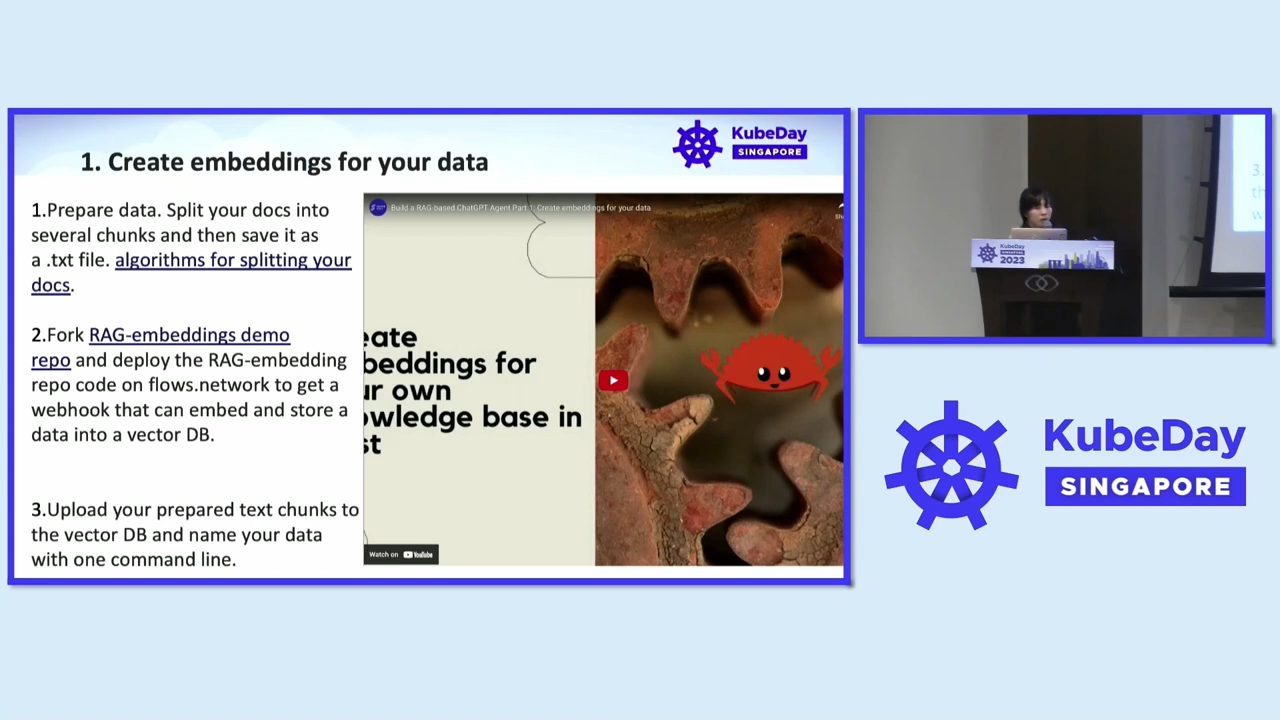 1. Create embeddings for your data
KubeDay
SINGAPORE
1.Prepare data. Split your docs into
several chunks and then save it as
a .txt file. algorithms for splitting your
docs.
2.Fork RAG-embeddings demo
repo and deploy the RAG-embedding
repo code on flows.network to get a
webhook that can embed and store a
data into a vector DB.
3.Upload your prepared text chunks to
the vector DB and name your data
with one command line.
Build a RAG-based ChatGPT Agent Part 1: Create embeddings for your data
eate
beddings for
ur own
owledge base in
st
Watch on YouTube
KubeDay
SINGAPORE
2023
3.
th
w
KubeDay
SINGAPORE